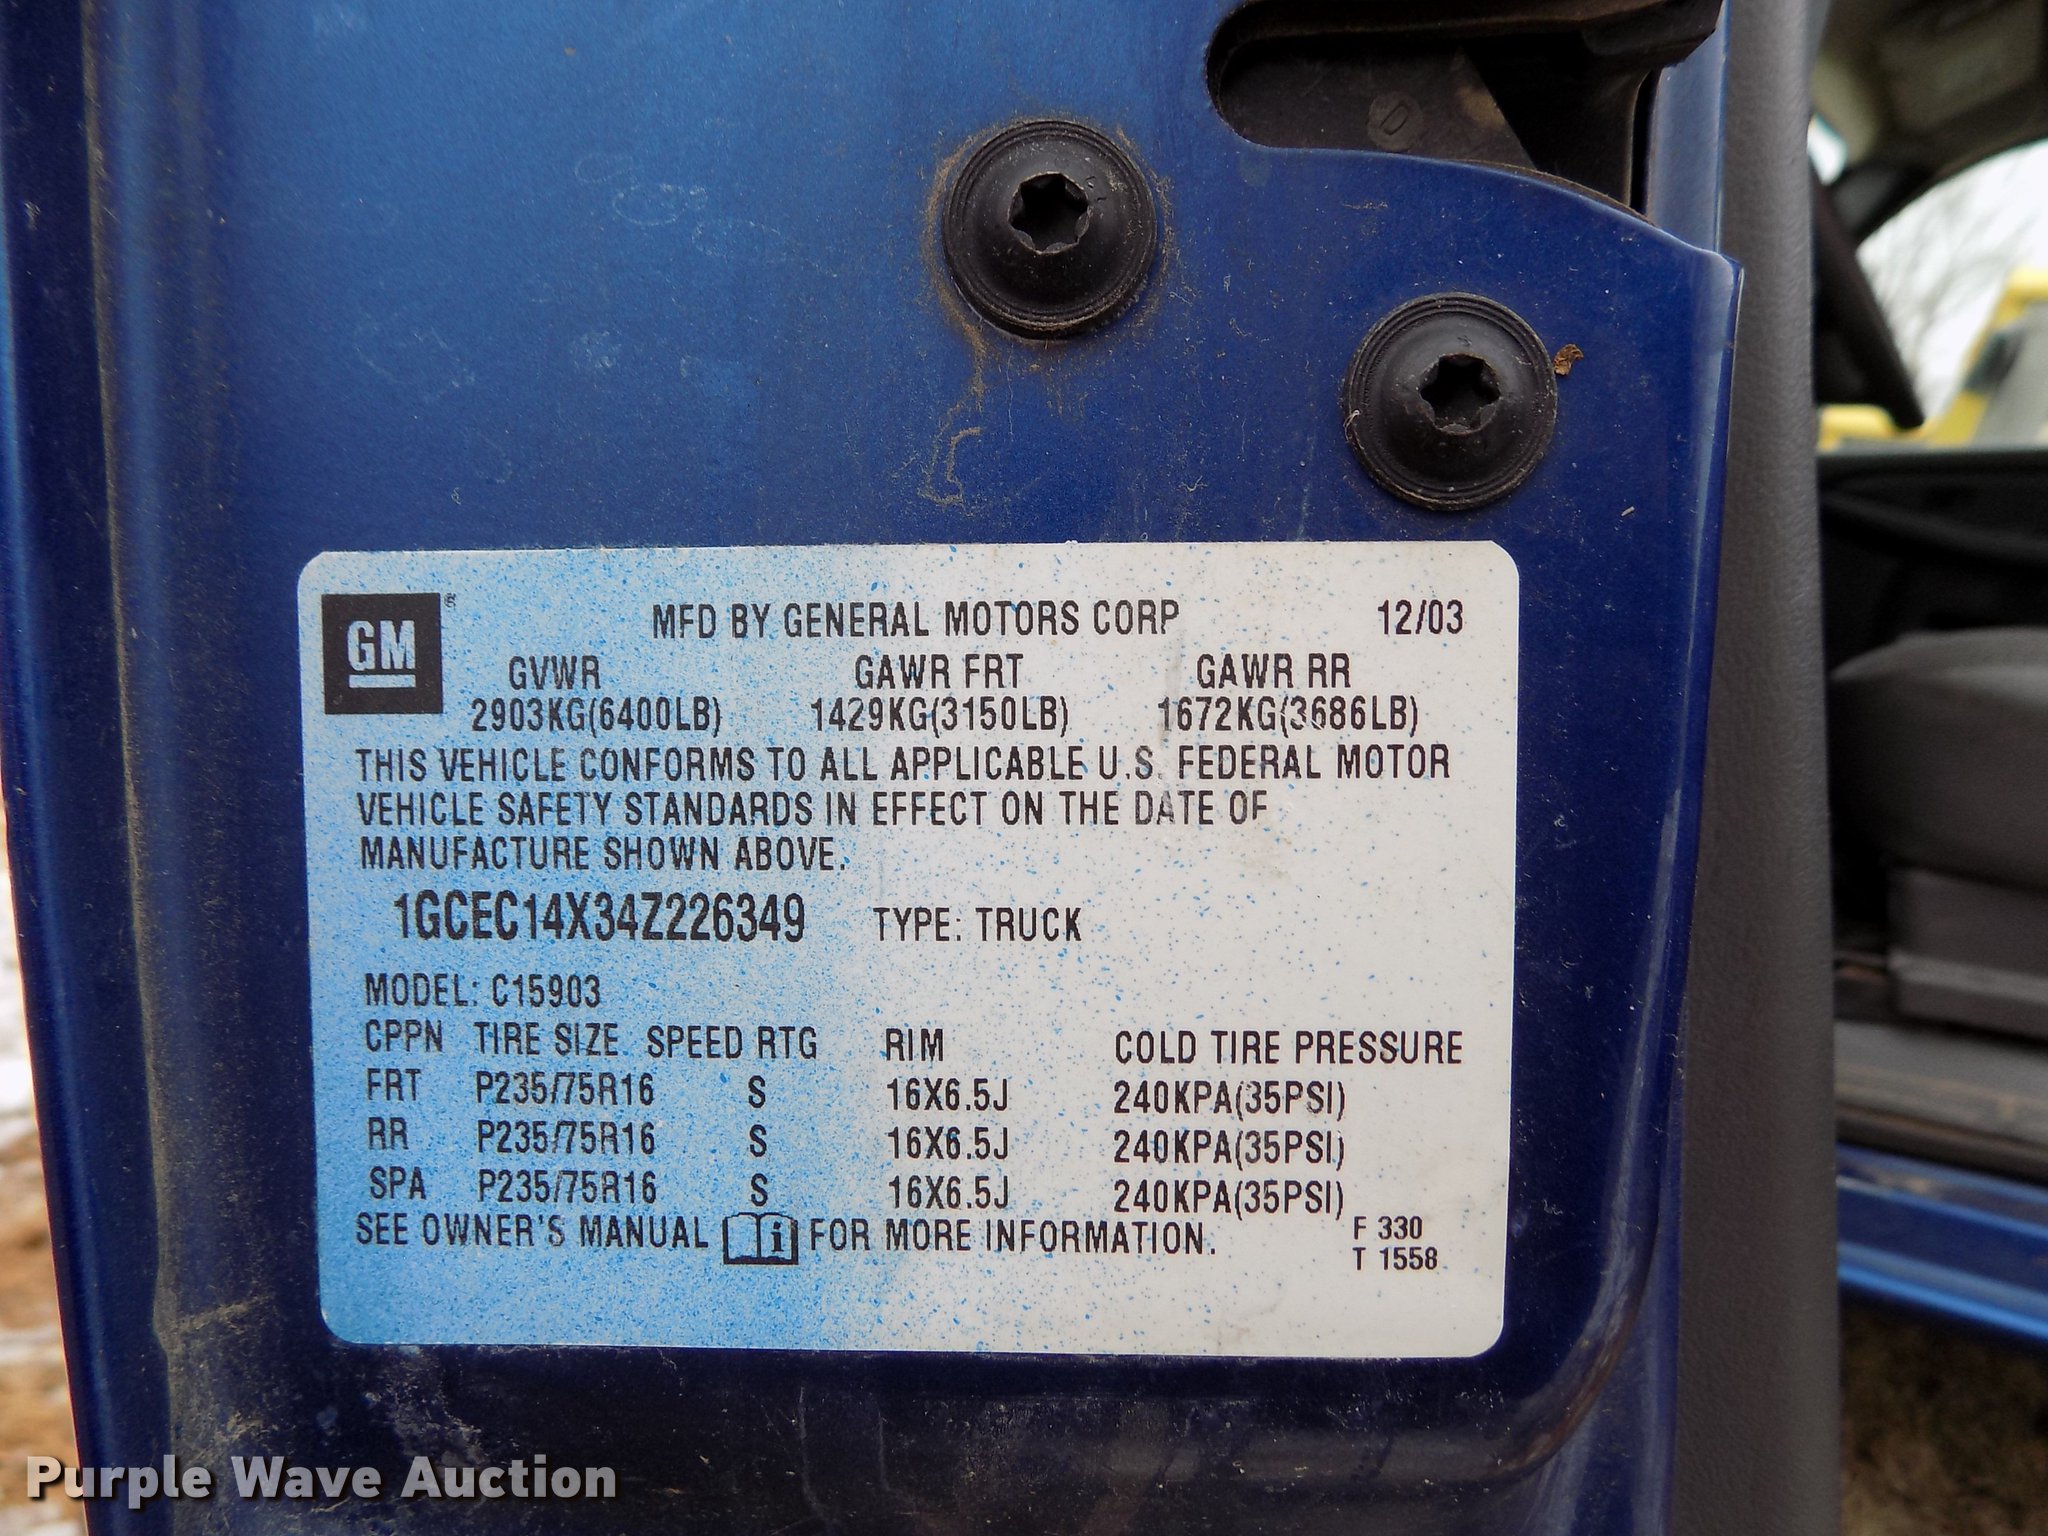 GM®
MFD BY GENERAL MOTORS CORP 12/03
GVWR GAWR FRT GAWR RR
2903KG(6400LB) 1429KG(3150LB) 1672KG(3686LB)
THIS VEHICLE CONFORMS TO ALL APPLICABLE U.S. FEDERAL MOTOR
VEHICLE SAFETY STANDARDS IN EFFECT ON THE DATE OF
MANUFACTURE SHOWN ABOVE.
1GCEC14X34Z226349 TYPE: TRUCK
MODEL: C15903
CPPN TIRE SIZE SPEED RTG RIM COLD TIRE PRESSURE
FRT P235/75R16 S 16X6.5J 240KPA(35PSI)
RR P235/75R16 S 16X6.5J 240KPA(35PSI)
SPA P235/75R16 S 16X6.5J 240KPA(35PSI)
SEE OWNER'S MANUAL i FOR MORE INFORMATION.
F 330
T 1558
Purple Wave Auction